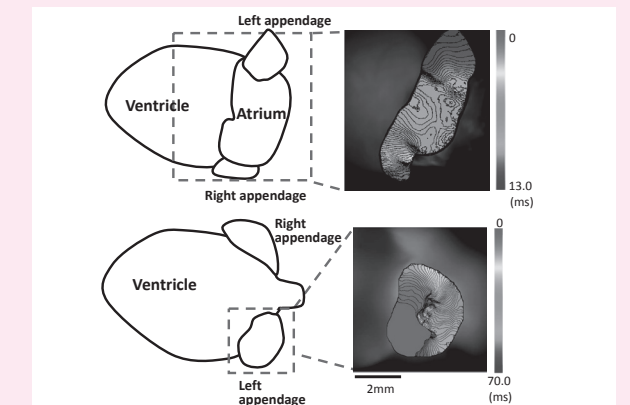 Left appendage
Ventricle
Atrium
0
13.0
(ms)
Right appendage
Right
appendage
0
Ventricle
Left
appendage
2mm
70.0
(ms)